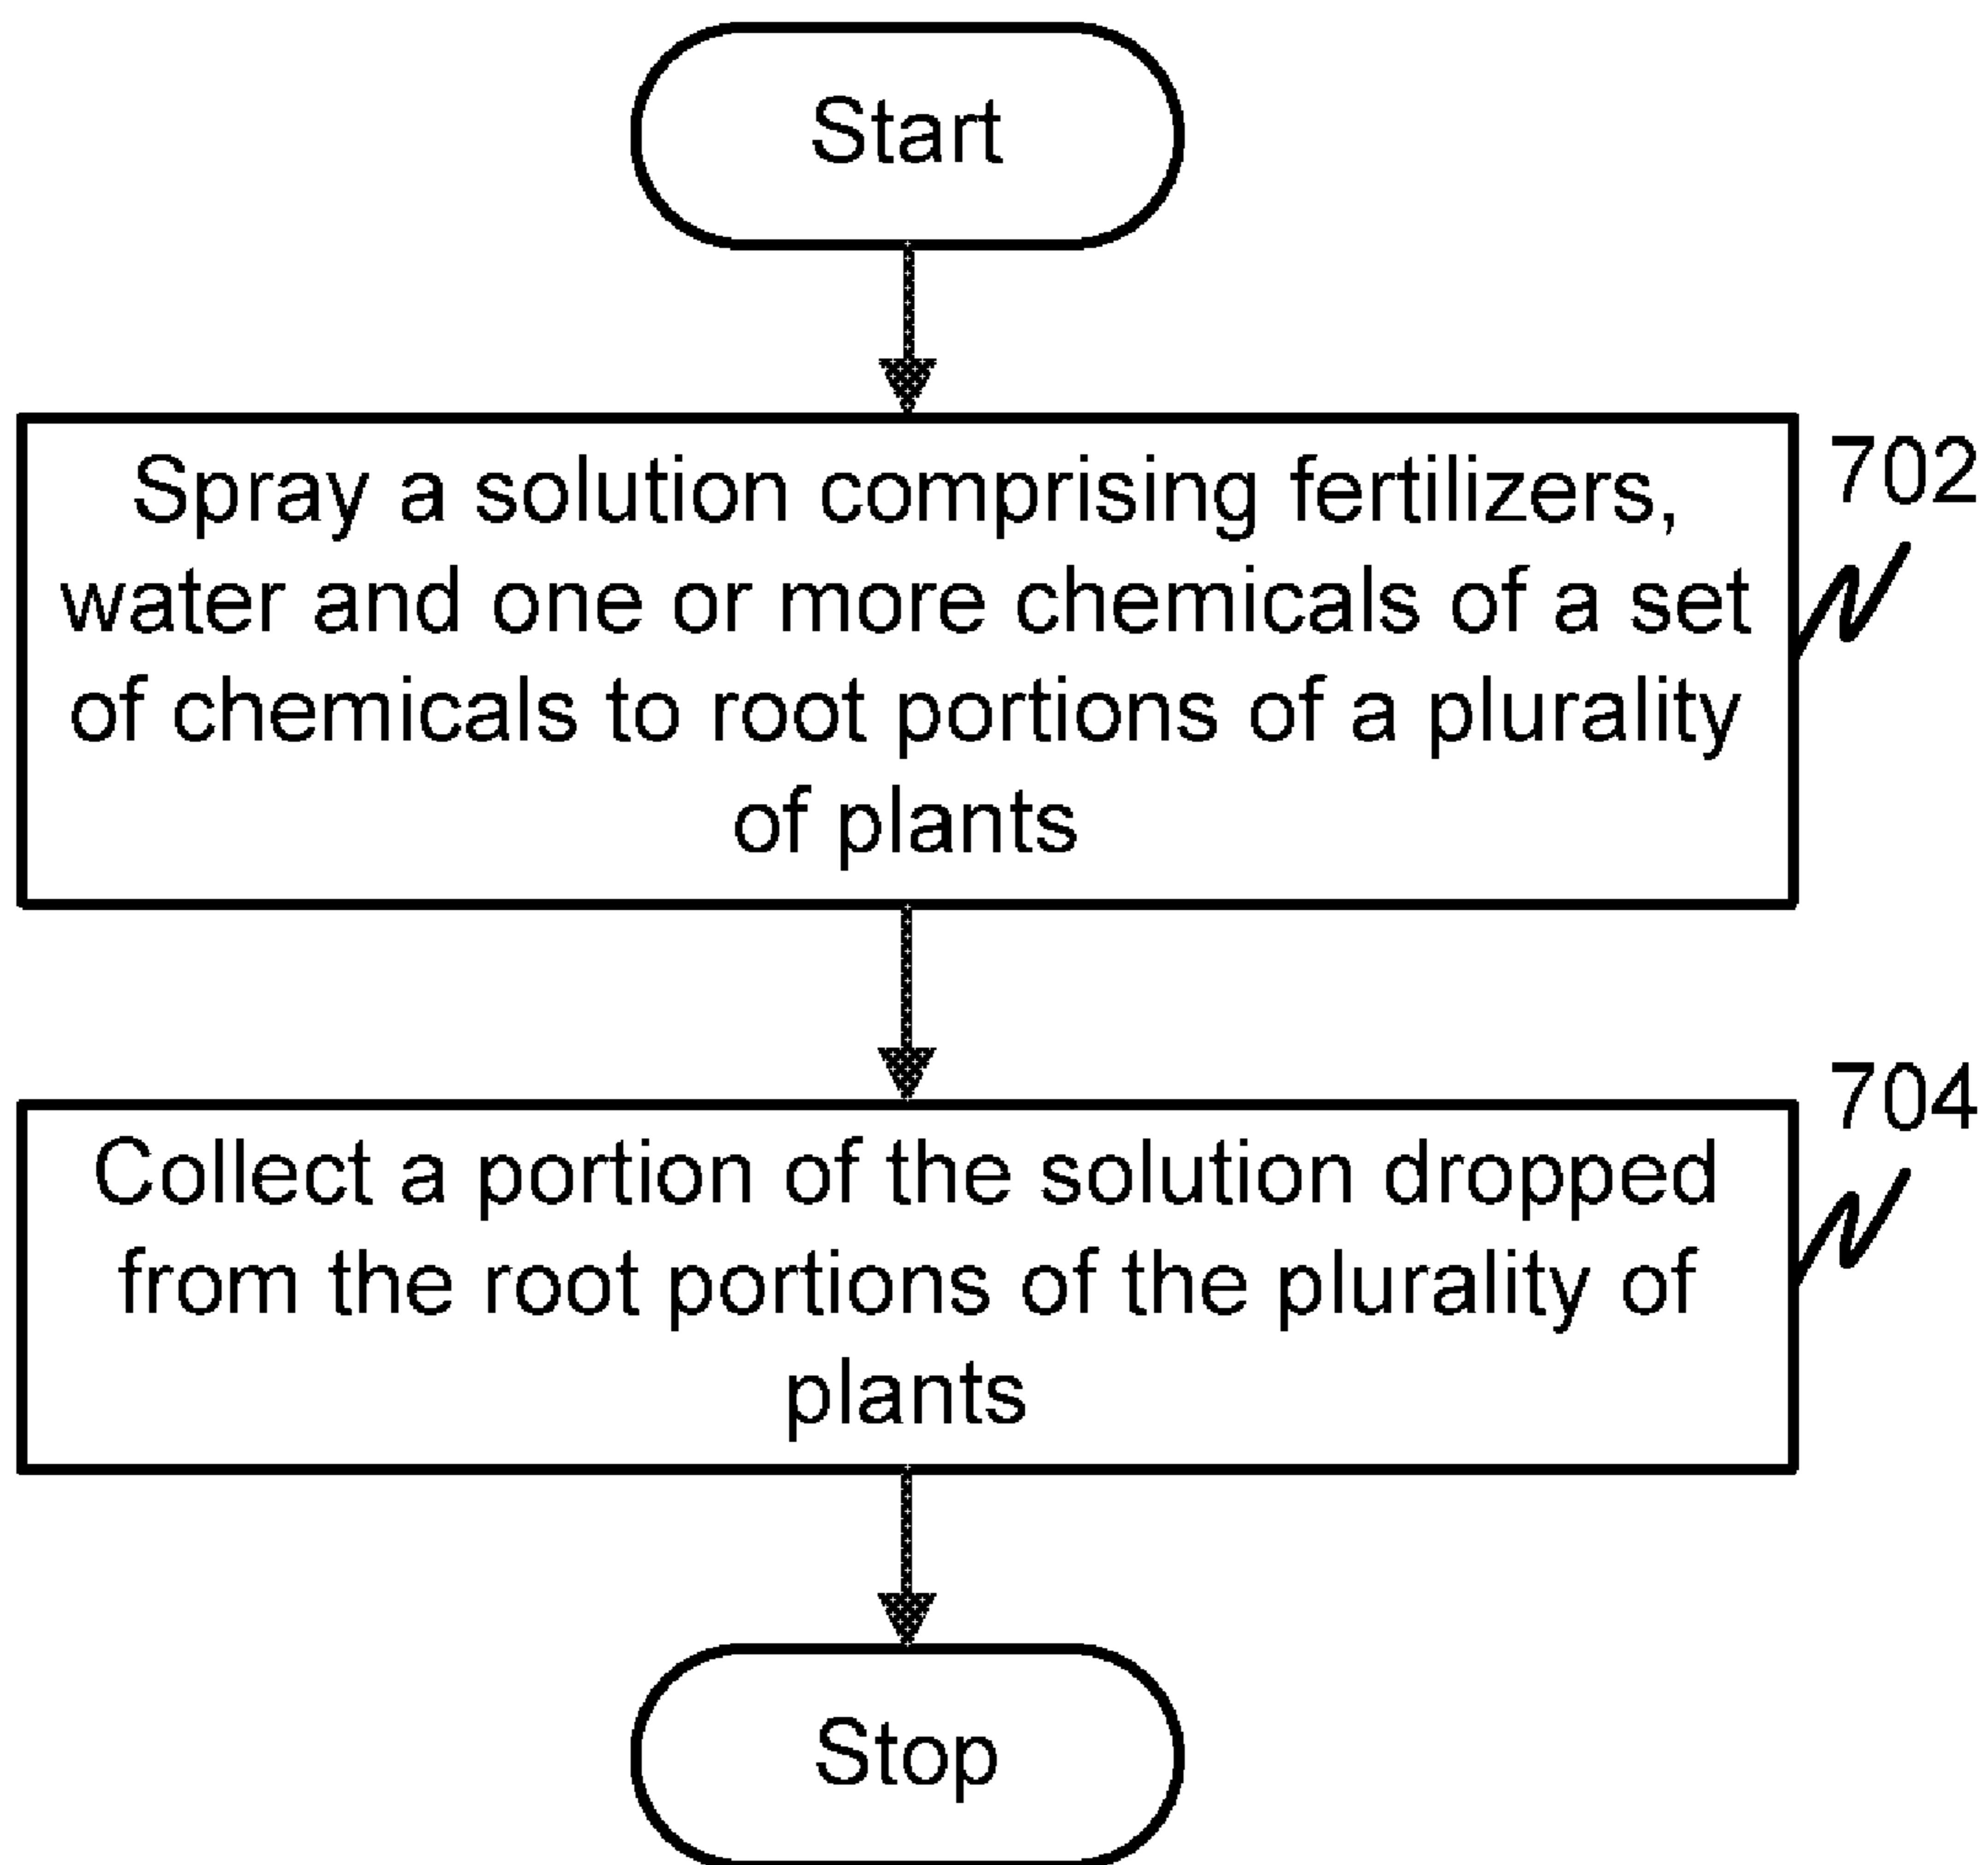 Start
Spray a solution comprising fertilizers,
water and one or more chemicals of a set
of chemicals to root portions of a plurality
of plants
702
Collect a portion of the solution dropped
from the root portions of the plurality of
plants
704
Stop